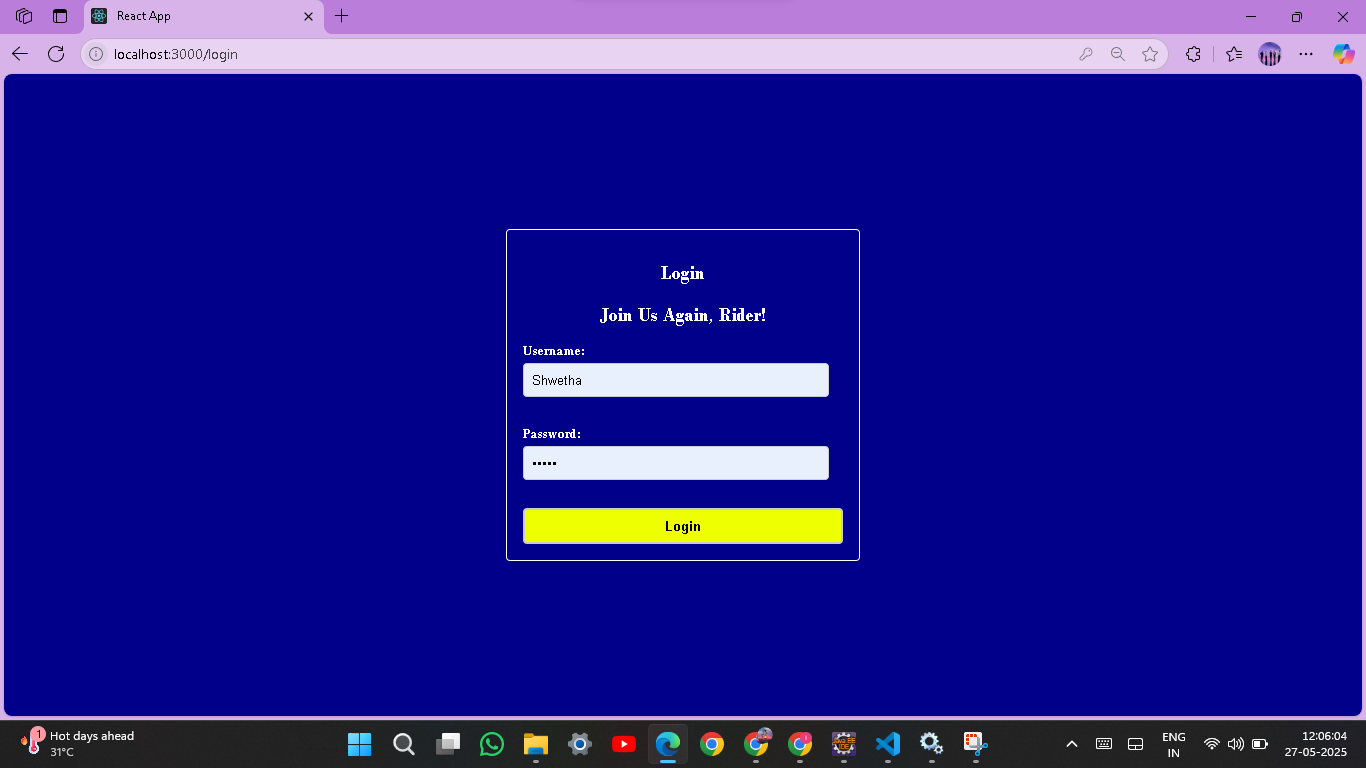 React App
localhost:3000/login
Login
Join Us Again, Rider!
Username:
Shwetha
Password:
•••••
Login
1
Hot days ahead
31°C
ENG
IN
12:06:04
27-05-2025